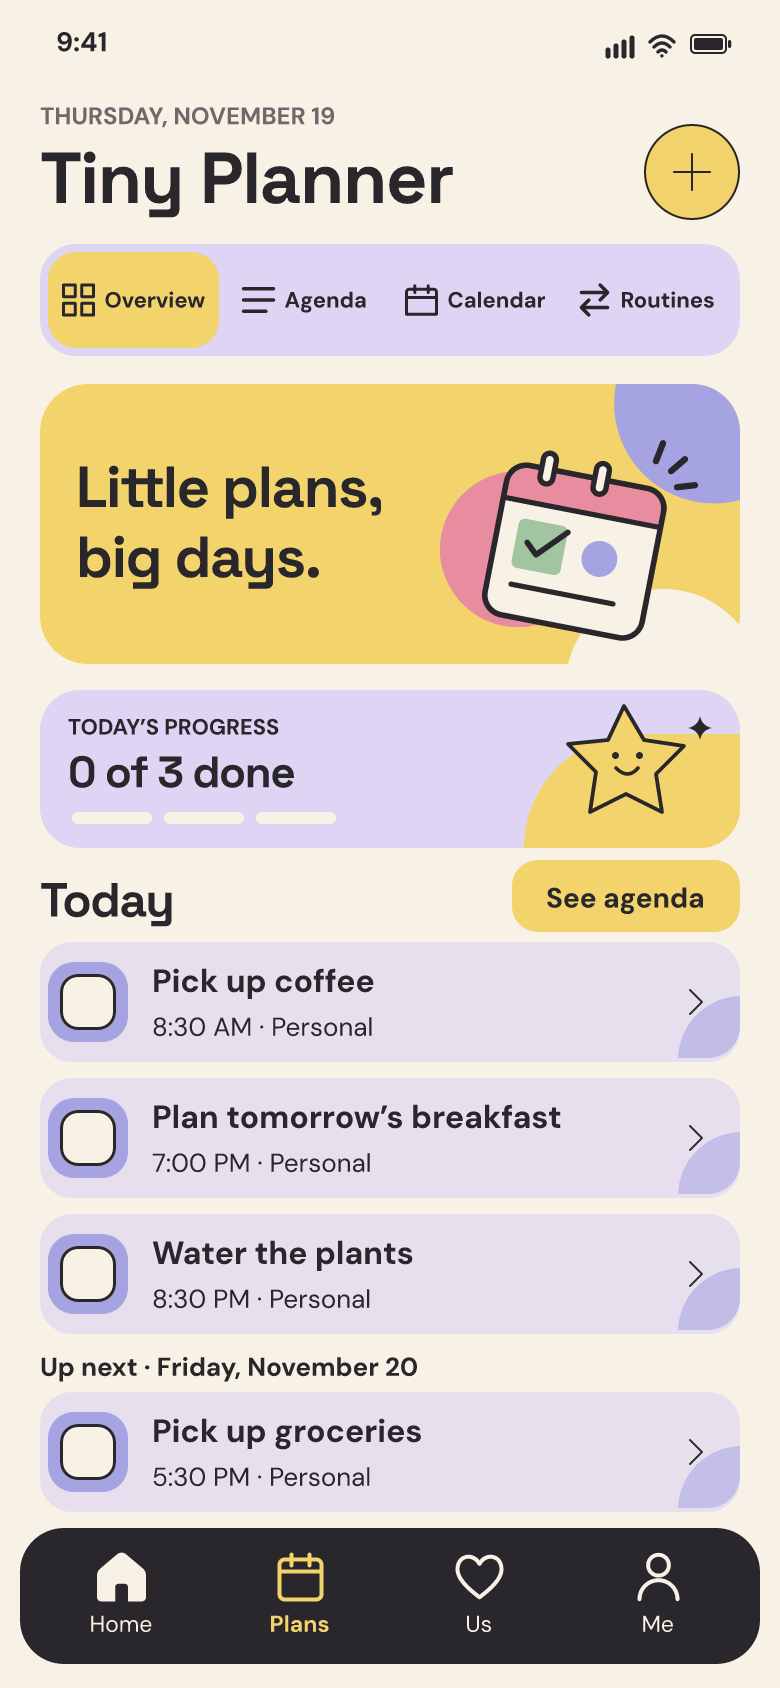 9:41
THURSDAY, NOVEMBER 19
Tiny Planner
Overview
Agenda
Calendar
Routines
Little plans,
big days.
TODAY’S PROGRESS
0 of 3 done
Today
See agenda
Pick up coffee
8:30 AM · Personal
Plan tomorrow’s breakfast
7:00 PM · Personal
Water the plants
8:30 PM · Personal
Up next · Friday, November 20
Pick up groceries
5:30 PM · Personal
Home
Plans
Us
Me